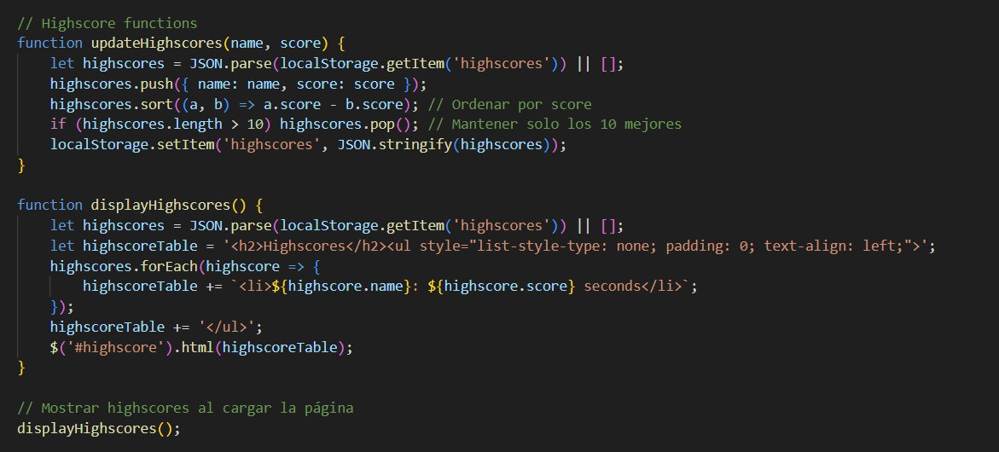 // Highscore functions
function updateHighscores(name, score) {
    let highscores = JSON.parse(localStorage.getItem('highscores')) || [];
    highscores.push({ name: name, score: score });
    highscores.sort((a, b) => a.score - b.score); // Ordenar por score
    if (highscores.length > 10) highscores.pop(); // Mantener solo los 10 mejores
    localStorage.setItem('highscores', JSON.stringify(highscores));
}

function displayHighscores() {
    let highscores = JSON.parse(localStorage.getItem('highscores')) || [];
    let highscoreTable = '<h2>Highscores</h2><ul style="list-style-type: none; padding: 0; text-align: left;">';
    highscores.forEach(highscore => {
        highscoreTable += `<li>${highscore.name}: ${highscore.score} seconds</li>`;
    });
    highscoreTable += '</ul>';
    $('#highscore').html(highscoreTable);
}

// Mostrar highscores al cargar la página
displayHighscores();